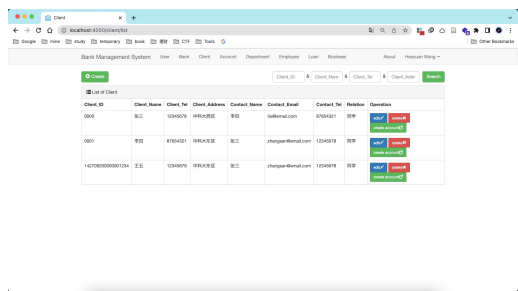 Client
localhost:4000/client/list
Google mine study temporary book 理财 CTF Tools Other Bookmarks
Bank Management System User Bank Client Account Department Employee Loan Business About Haoyuan Wang
Create Client_ID & Client_Nam & Client_Tel & Client_Addr Search
List of Client
Client_ID Client_Name Client_Tel Client_Address Contact_Name Contact_Email Contact_Tel Relation Operation
0000 张三 12345678 中科大西区 李四 lisi@email.com 87654321 同学 edit delete
create account
0001 李四 87654321 中科大东区 张三 zhangsan@email.com 12345678 同学 edit delete
create account
王五 12345679 中科大东区 张三 zhangsan@email.com 12345678 同学 edit delete
create account